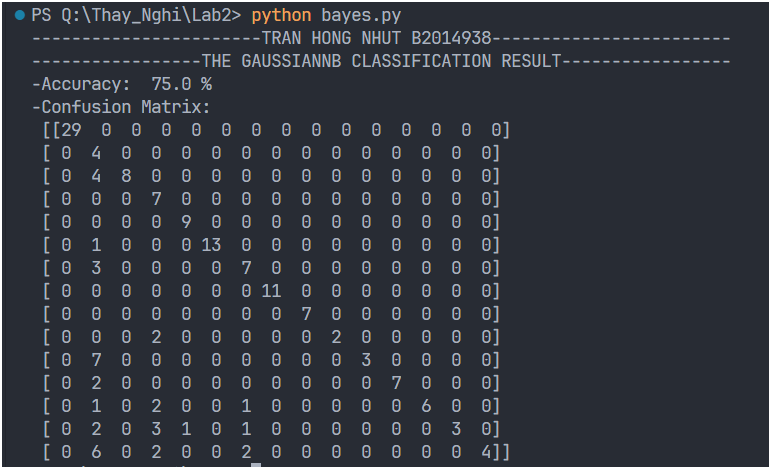 PS Q:\Thay_Nghi\Lab2> python bayes.py
-----------------------TRAN HONG NHUT B2014938------------------------
-----------------THE GAUSSIANNB CLASSIFICATION RESULT-----------------
-Accuracy:  75.0 %
-Confusion Matrix:
 [[29  0  0  0  0  0  0  0  0  0  0  0  0  0  0]
 [ 0  4  0  0  0  0  0  0  0  0  0  0  0  0  0]
 [ 0  4  8  0  0  0  0  0  0  0  0  0  0  0  0]
 [ 0  0  0  7  0  0  0  0  0  0  0  0  0  0  0]
 [ 0  0  0  0  9  0  0  0  0  0  0  0  0  0  0]
 [ 0  1  0  0  0 13  0  0  0  0  0  0  0  0  0]
 [ 0  3  0  0  0  0  7  0  0  0  0  0  0  0  0]
 [ 0  0  0  0  0  0  0 11  0  0  0  0  0  0  0]
 [ 0  0  0  0  0  0  0  0  7  0  0  0  0  0  0]
 [ 0  0  0  2  0  0  0  0  0  2  0  0  0  0  0]
 [ 0  7  0  0  0  0  0  0  0  0  3  0  0  0  0]
 [ 0  2  0  0  0  0  0  0  0  0  0  7  0  0  0]
 [ 0  1  0  2  0  0  1  0  0  0  0  0  6  0  0]
 [ 0  2  0  3  1  0  1  0  0  0  0  0  0  3  0]
 [ 0  6  0  2  0  0  2  0  0  0  0  0  0  0  4]]